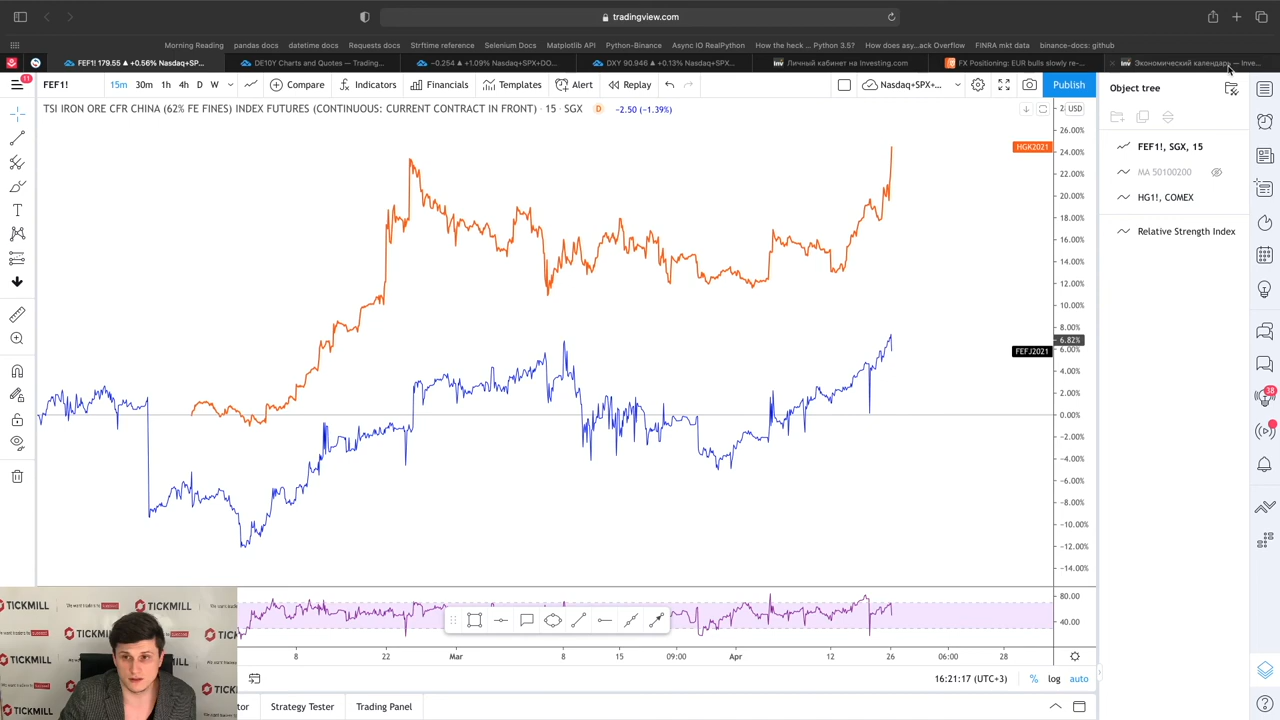 tradingview.com
Morning Reading pandas docs datetime docs Requests docs Strftime reference Selenium Docs Matplotlib API Python-Binance Async IO RealPython How the heck ... Python 3.5? How does asy...ack Overflow FINRA mkt data binance-docs: github
FEF1! 179.55 ▲ +0.56% Nasdaq+SP... DE10Y Charts and Quotes — Trading... −0.254 ▲ +1.09% Nasdaq+SPX+DO... DXY 90.946 ▲ +0.13% Nasdaq+SPX... Личный кабинет на Investing.com FX Positioning: EUR bulls slowly re-... Экономический календарь — Inve...
11
FEF1! 15m 30m 1h 4h D W Compare Indicators Financials Templates Alert Replay Nasdaq+SPX+... Publish
Object tree
TSI IRON ORE CFR CHINA (62% FE FINES) INDEX FUTURES (CONTINUOUS: CURRENT CONTRACT IN FRONT) · 15 · SGX D −2.50 (−1.39%)
USD
26.00%
HGK2021 24.00%
22.00%
20.00%
18.00%
16.00%
14.00%
12.00%
10.00%
8.00%
6.82%
FEFJ2021 6.00%
4.00%
2.00%
0.00%
−2.00%
−4.00%
−6.00%
−8.00%
−10.00%
−12.00%
−14.00%
80.00
40.00
FEF1!, SGX, 15
MA 50100200
HG1!, COMEX
Relative Strength Index
38
8 22 Mar 8 15 09:00 Apr 12 26 06:00 28
16:21:17 (UTC+3) % log auto
tor Strategy Tester Trading Panel
TICKMILL
TICKMILL
TICKMILL
TICKMILL
TICKMILL